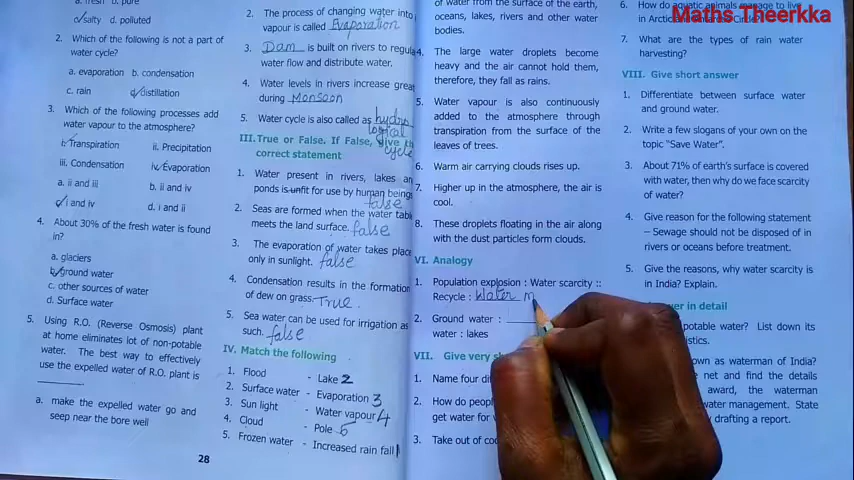 a. fresh b. pure
c. salty d. polluted
2. Which of the following is not a part of
water cycle?
a. evaporation b. condensation
c. rain d. distillation
3. Which of the following processes add
water vapour to the atmosphere?
i. Transpiration ii. Precipitation
iii. Condensation iv. Evaporation
a. ii and iii b. ii and iv
c. i and iv d. i and ii
4. About 30% of the fresh water is found
in?
a. glaciers
b. ground water
c. other sources of water
d. Surface water
5. Using R.O. (Reverse Osmosis) plant
at home eliminates lot of non-potable
water. The best way to effectively
use the expelled water of R.O. plant is
a. make the expelled water go and
seep near the bore well
28
2. The process of changing water into
vapour is called Evaporation
3. Dam is built on rivers to regula
water flow and distribute water.
4. Water levels in rivers increase great
during Monsoon
5. Water cycle is also called as hydro
logical
cycle
III. True or False. If False, give th
correct statement
1. Water present in rivers, lakes an
ponds is unfit for use by human beings
false
2. Seas are formed when the water tabl
meets the land surface. false
3. The evaporation of water takes place
only in sunlight. false
4. Condensation results in the formation
of dew on grass. True
5. Sea water can be used for irrigation as
such. false
IV. Match the following
1. Flood - Lake 2
2. Surface water - Evaporation 3
3. Sun light - Water vapour 4
4. Cloud - Pole 5
5. Frozen water - Increased rain fall 1
of water from the surface of the earth,
oceans, lakes, rivers and other water
bodies.
4. The large water droplets become
heavy and the air cannot hold them,
therefore, they fall as rains.
5. Water vapour is also continuously
added to the atmosphere through
transpiration from the surface of the
leaves of trees.
6. Warm air carrying clouds rises up.
7. Higher up in the atmosphere, the air is
cool.
8. These droplets floating in the air along
with the dust particles form clouds.
VI. Analogy
1. Population explosion : Water scarcity ::
Recycle : Water m
2. Ground water :
water : lakes
VII. Give very sh
1. Name four di
2. How do peop
get water for
3. Take out of co
Maths Theerkka
6. How do aquatic animals manage to live
in Arctic
7. What are the types of rain water
harvesting?
VIII. Give short answer
1. Differentiate between surface water
and ground water.
2. Write a few slogans of your own on the
topic "Save Water".
3. About 71% of earth's surface is covered
with water, then why do we face scarcity
of water?
4. Give reason for the following statement
– Sewage should not be disposed of in
rivers or oceans before treatment.
5. Give the reasons, why water scarcity is
in India? Explain.
in detail
potable water? List down its
own as waterman of India?
net and find the details
award, the waterman
water management. State
drafting a report.